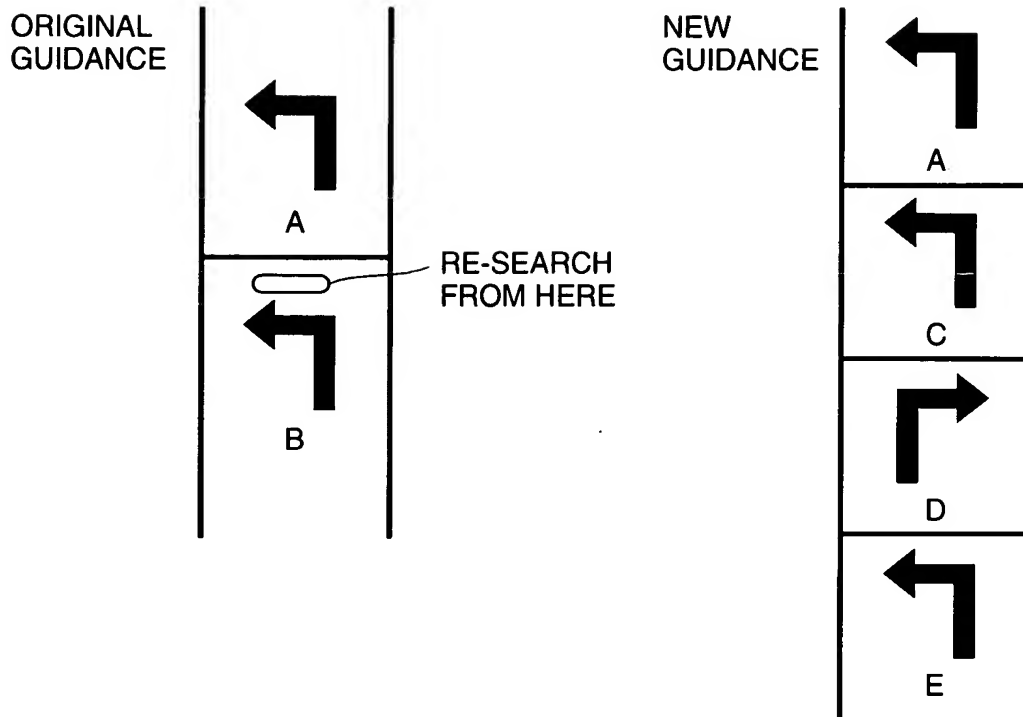 ORIGINAL
GUIDANCE
A
RE-SEARCH
FROM HERE
B
NEW
GUIDANCE
A
C
D
E